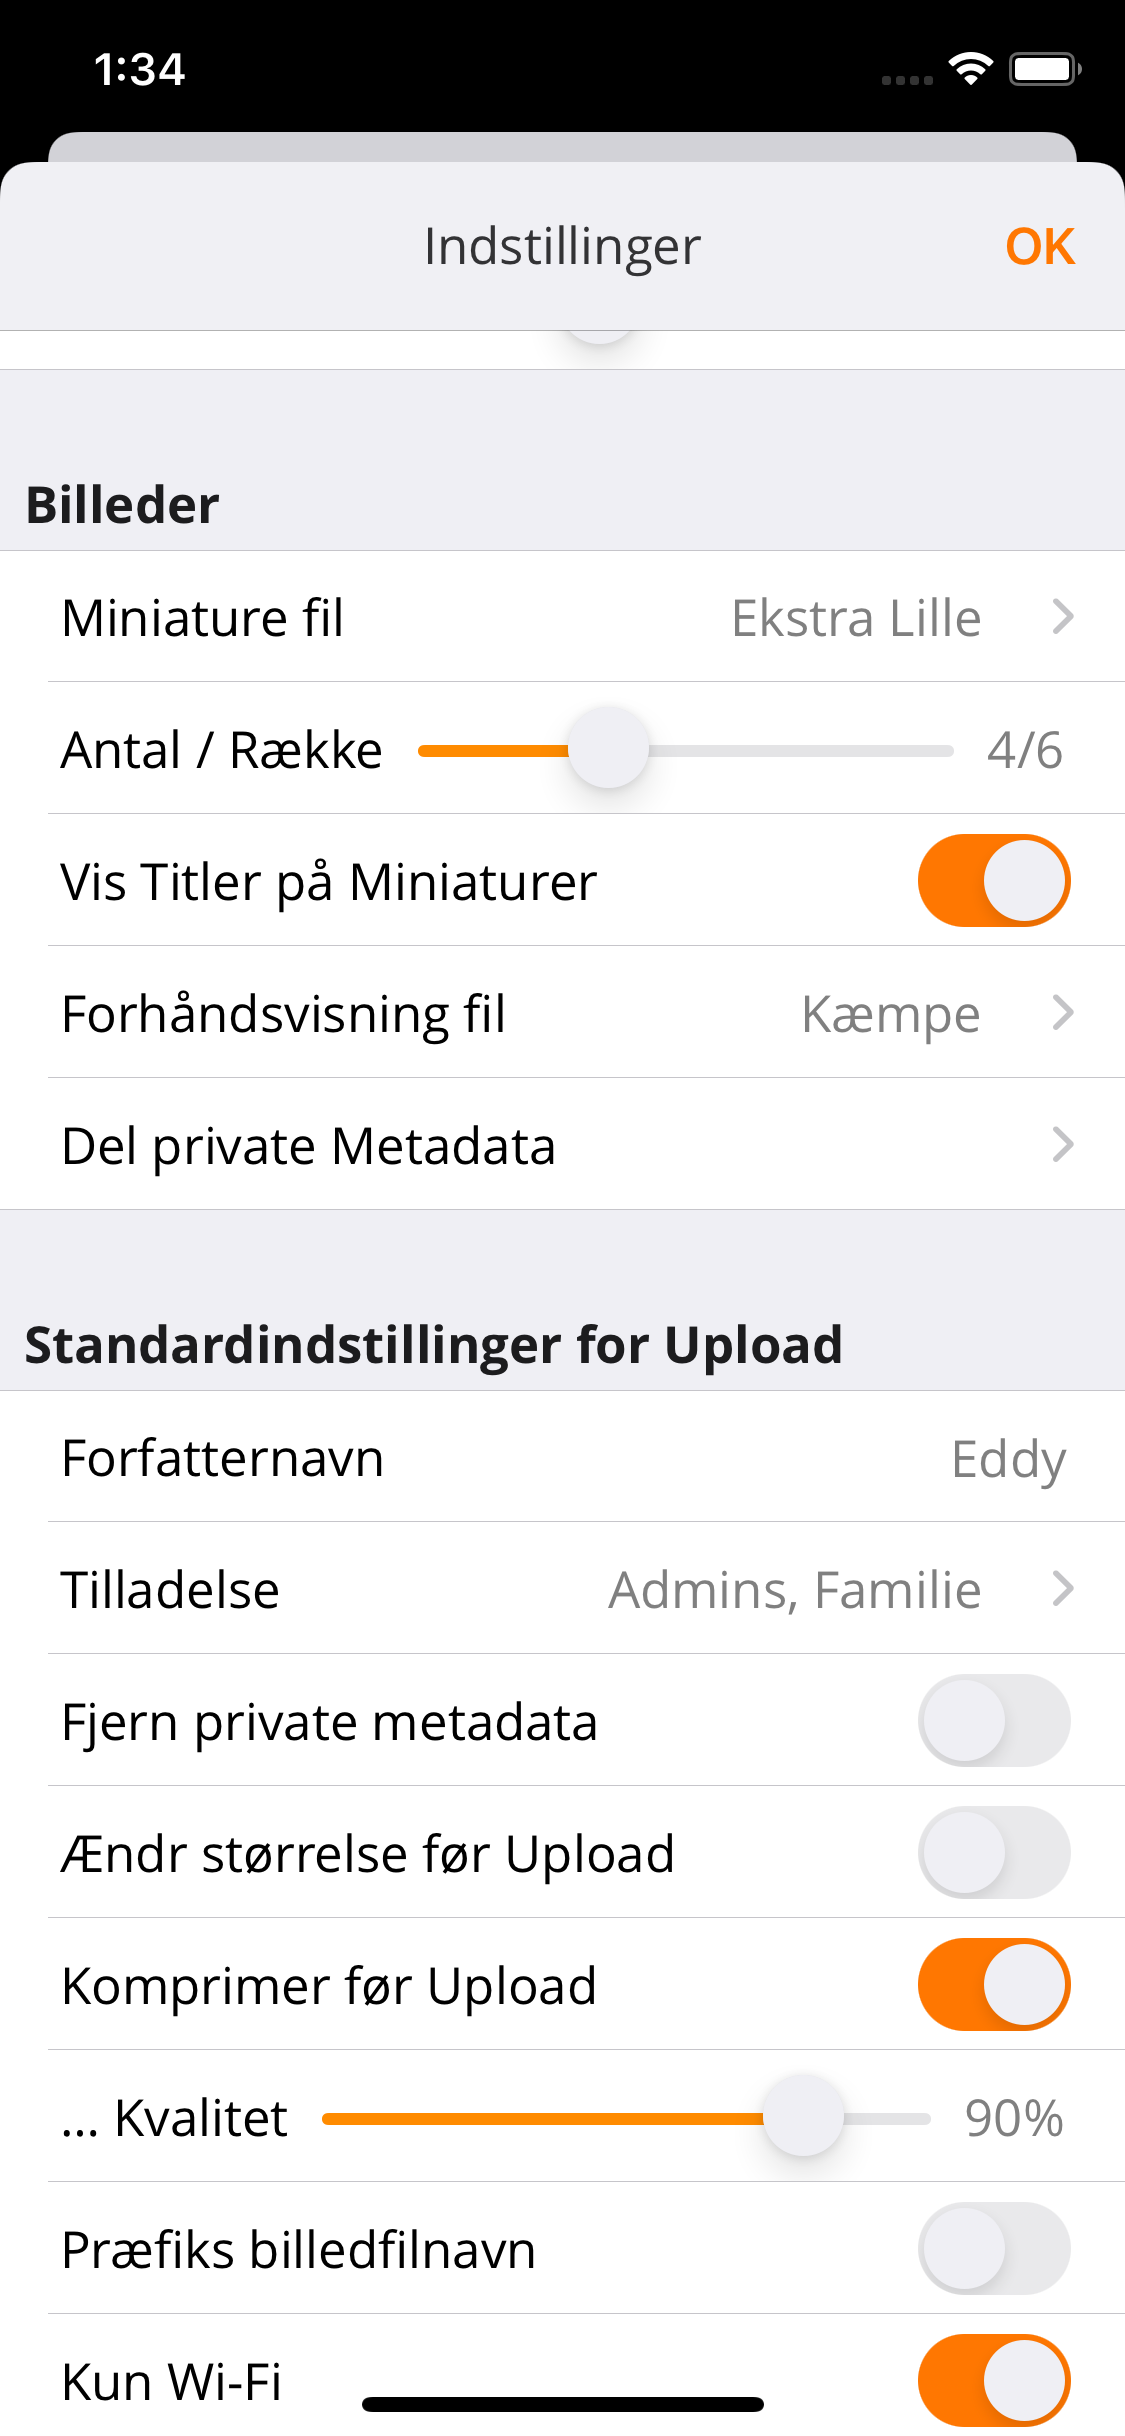 1:34
Indstillinger
OK
Billeder
Miniature fil Ekstra Lille
Antal / Række 4/6
Vis Titler på Miniaturer
Forhåndsvisning fil Kæmpe
Del private Metadata
Standardindstillinger for Upload
Forfatternavn Eddy
Tilladelse Admins, Familie
Fjern private metadata
Ændr størrelse før Upload
Komprimer før Upload
... Kvalitet 90%
Præfiks billedfilnavn
Kun Wi-Fi